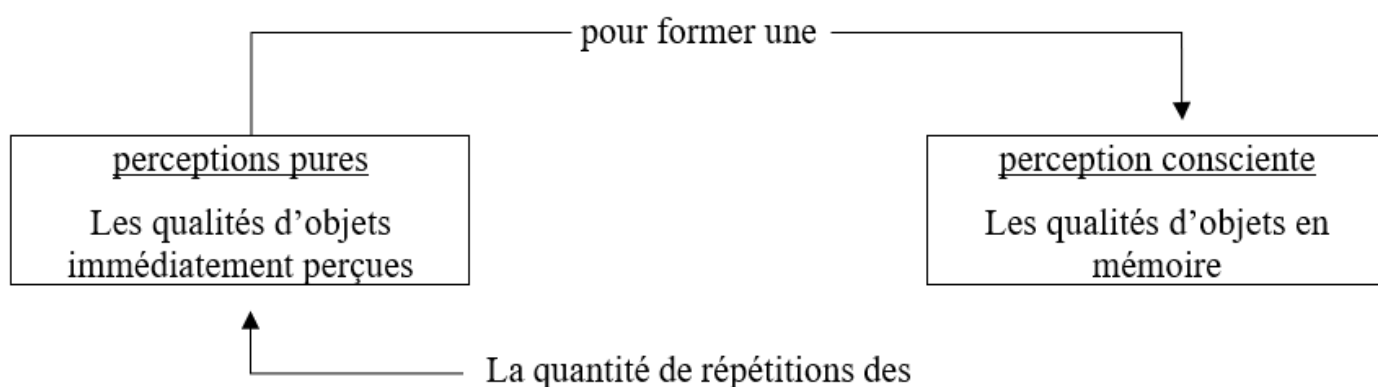 pour former une
perceptions pures
Les qualités d'objets
immédiatement perçues
perception consciente
Les qualités d'objets en
mémoire
La quantité de répétitions des